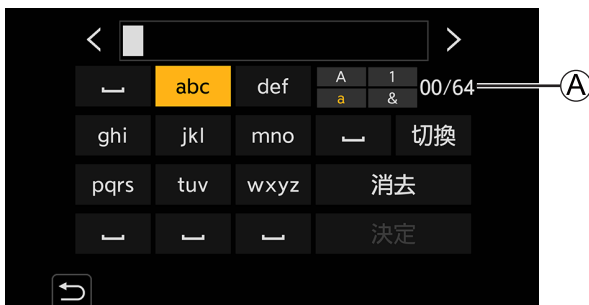 < >
abc def A 1 00/64 A
a &
ghi jkl mno 切換
pqrs tuv wxyz 消去
決定